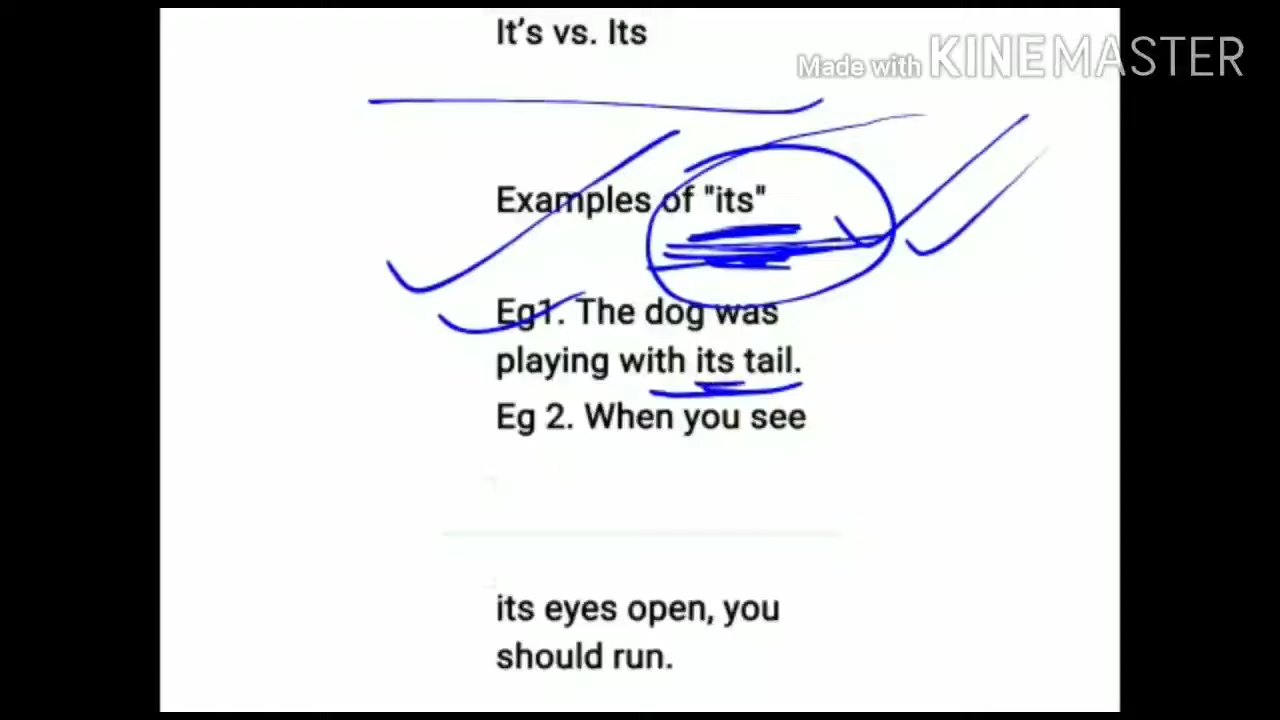 It's vs. Its
Made with KINEMASTER
Examples of "its"
Eg1. The dog was
playing with its tail.
Eg 2. When you see
its eyes open, you
should run.